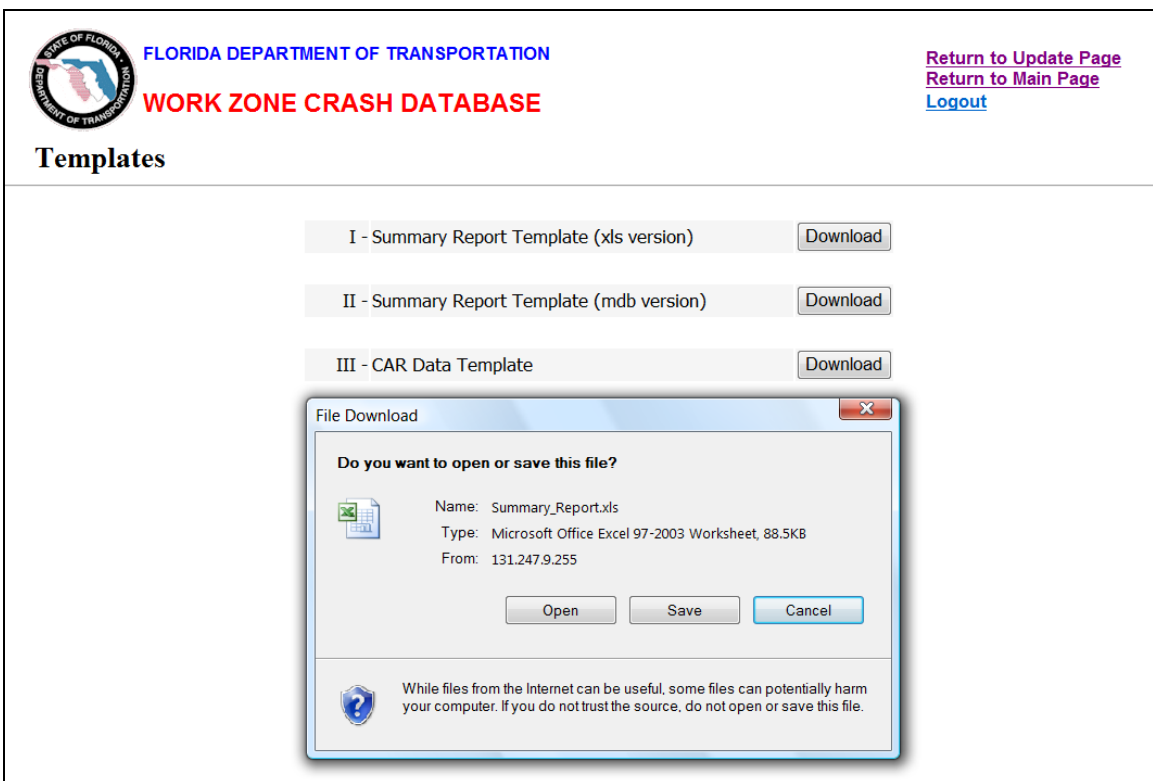 STATE OF FLORIDA
DEPARTMENT OF TRANSPORTATION
FLORIDA DEPARTMENT OF TRANSPORTATION
WORK ZONE CRASH DATABASE
Return to Update Page
Return to Main Page
Logout
Templates
I - Summary Report Template (xls version) Download
II - Summary Report Template (mdb version) Download
III - CAR Data Template Download
File Download
Do you want to open or save this file?
Name: Summary_Report.xls
Type: Microsoft Office Excel 97-2003 Worksheet, 88.5KB
From: 131.247.9.255
Open Save Cancel
While files from the Internet can be useful, some files can potentially harm
your computer. If you do not trust the source, do not open or save this file.